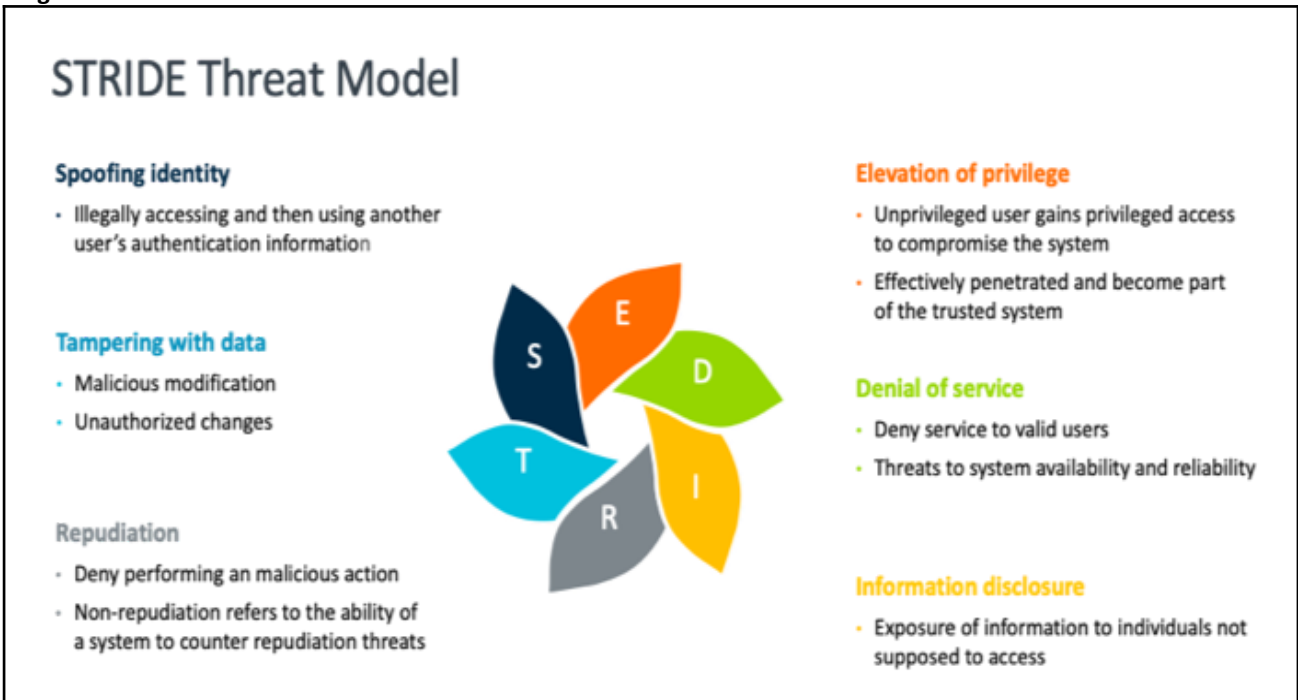 STRIDE Threat Model
Spoofing identity
• Illegally accessing and then using another
user's authentication information
Tampering with data
• Malicious modification
• Unauthorized changes
Repudiation
• Deny performing an malicious action
• Non-repudiation refers to the ability of
a system to counter repudiation threats
S
T
R
I
D
E
Elevation of privilege
• Unprivileged user gains privileged access
to compromise the system
• Effectively penetrated and become part
of the trusted system
Denial of service
• Deny service to valid users
• Threats to system availability and reliability
Information disclosure
• Exposure of information to individuals not
supposed to access